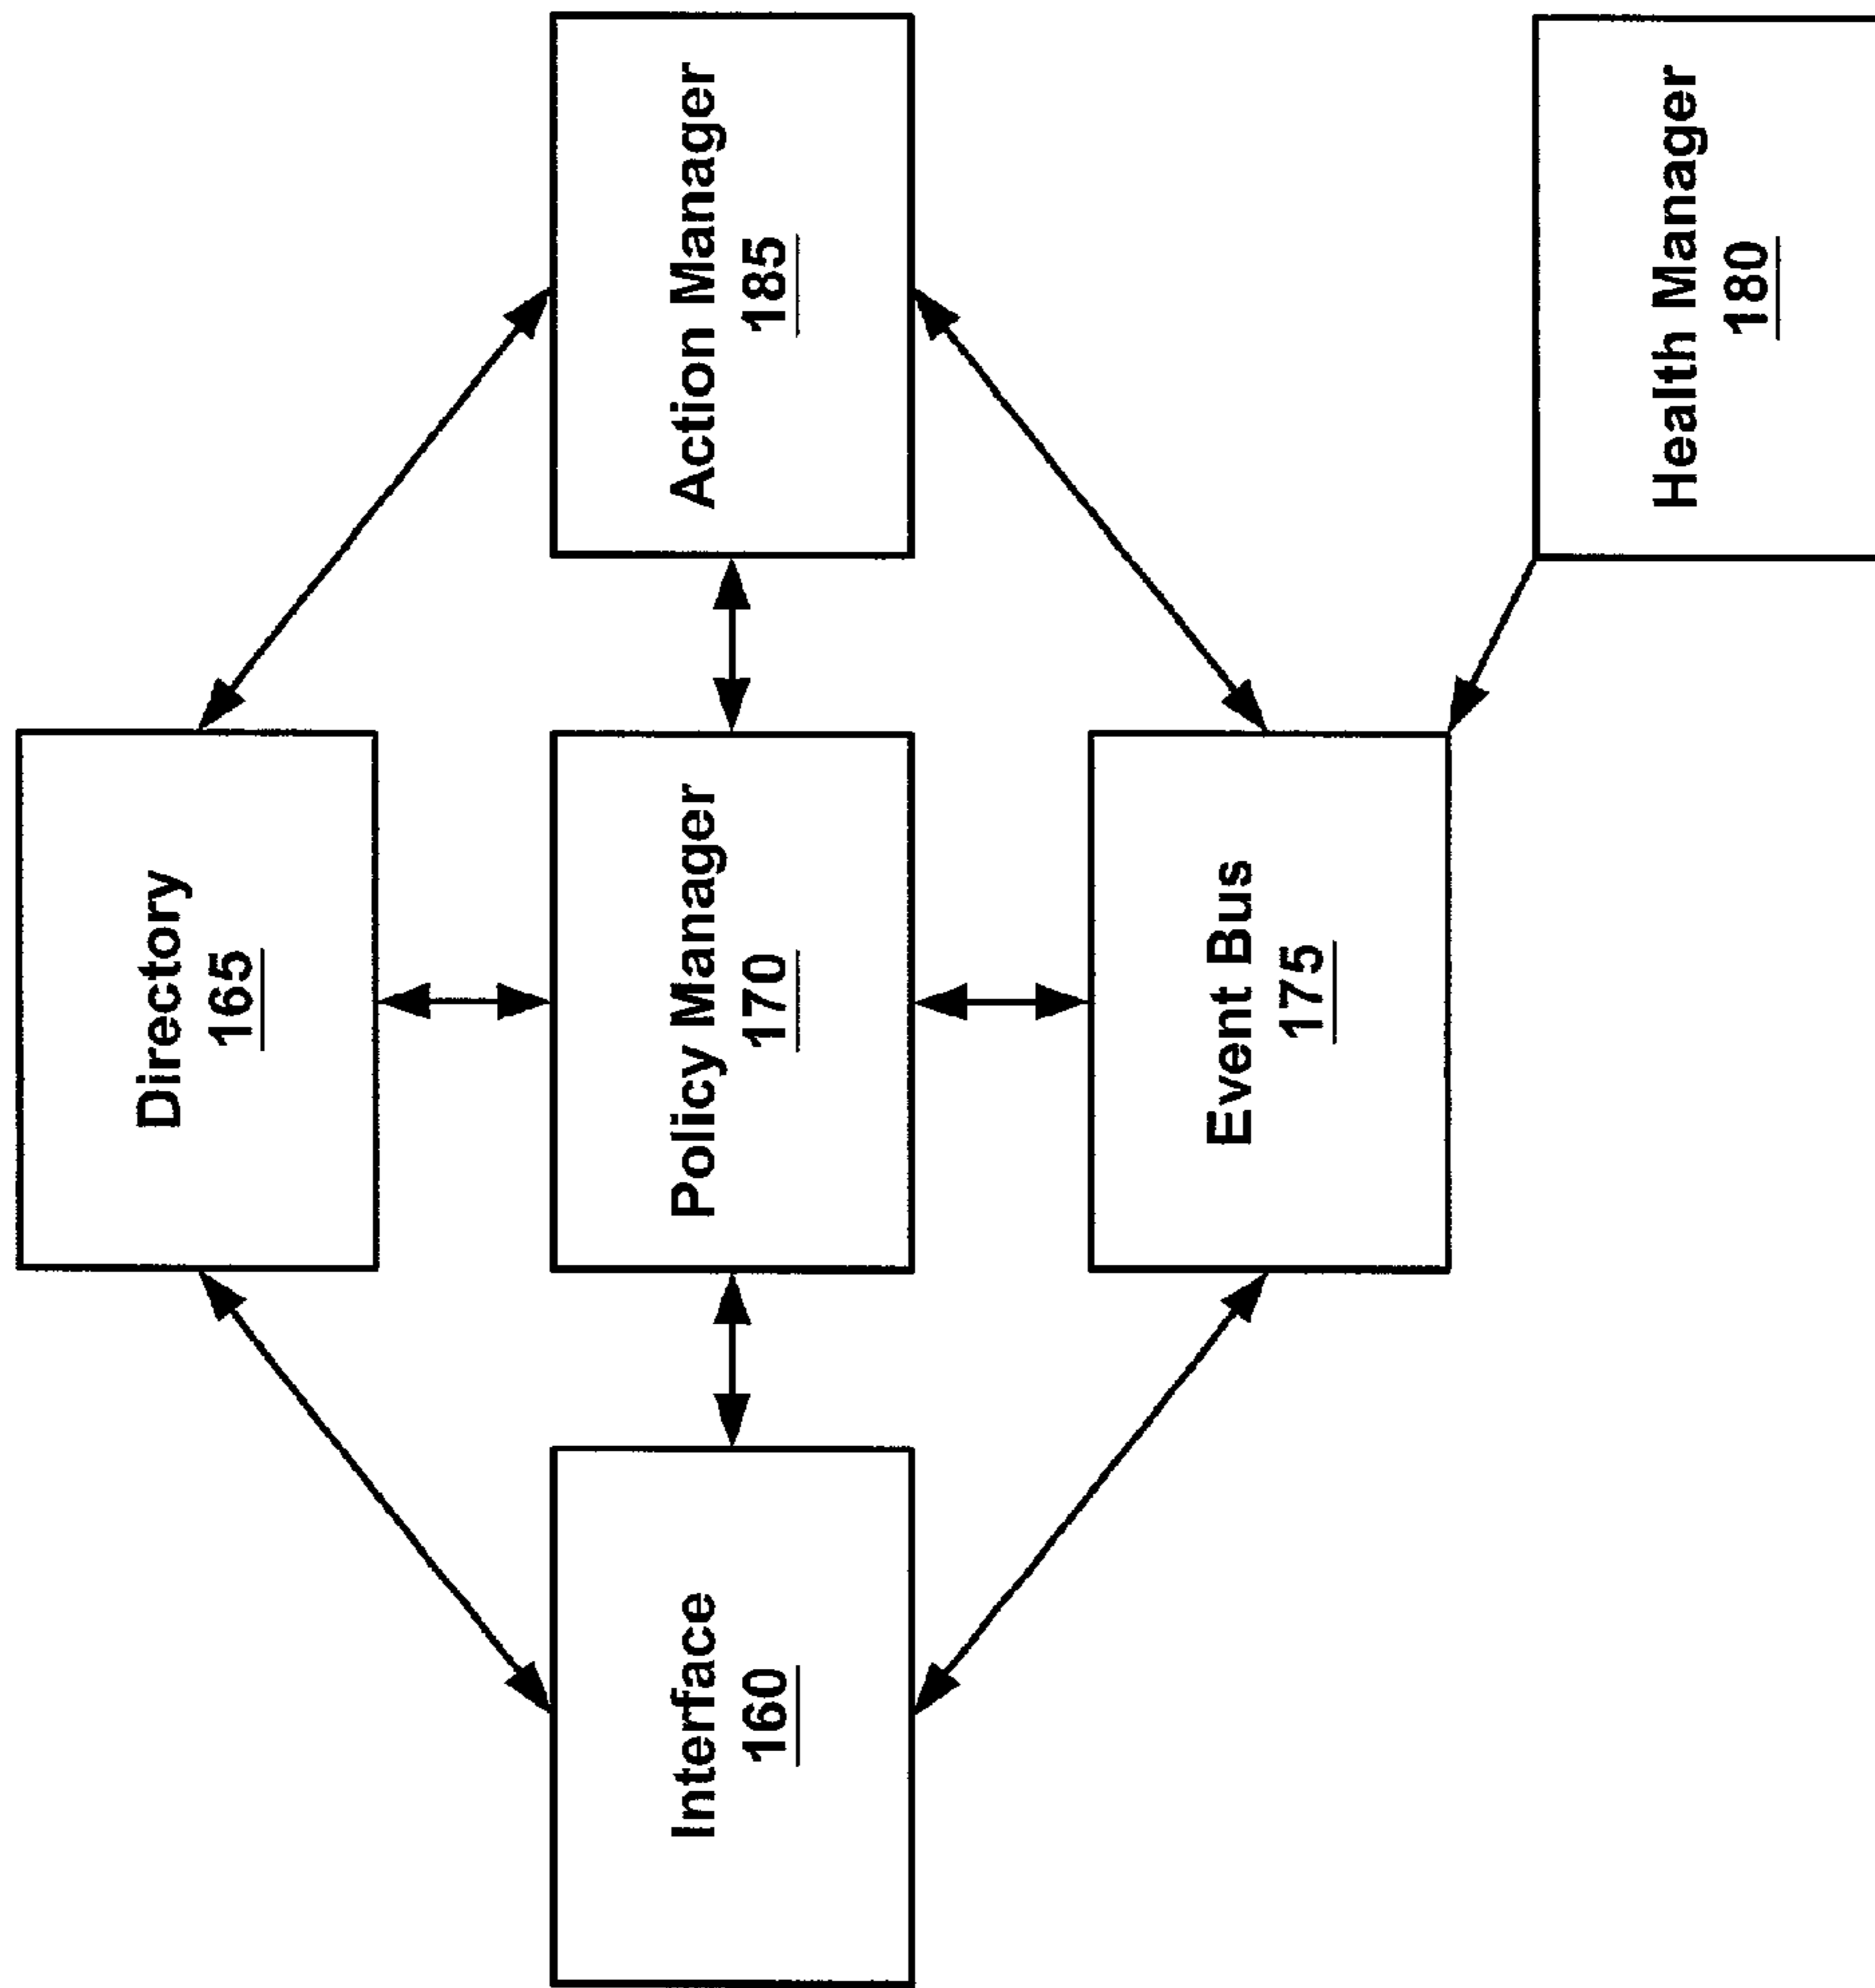 Directory
165
Interface
160
Policy Manager
170
Action Manager
185
Event Bus
175
Health Manager
180